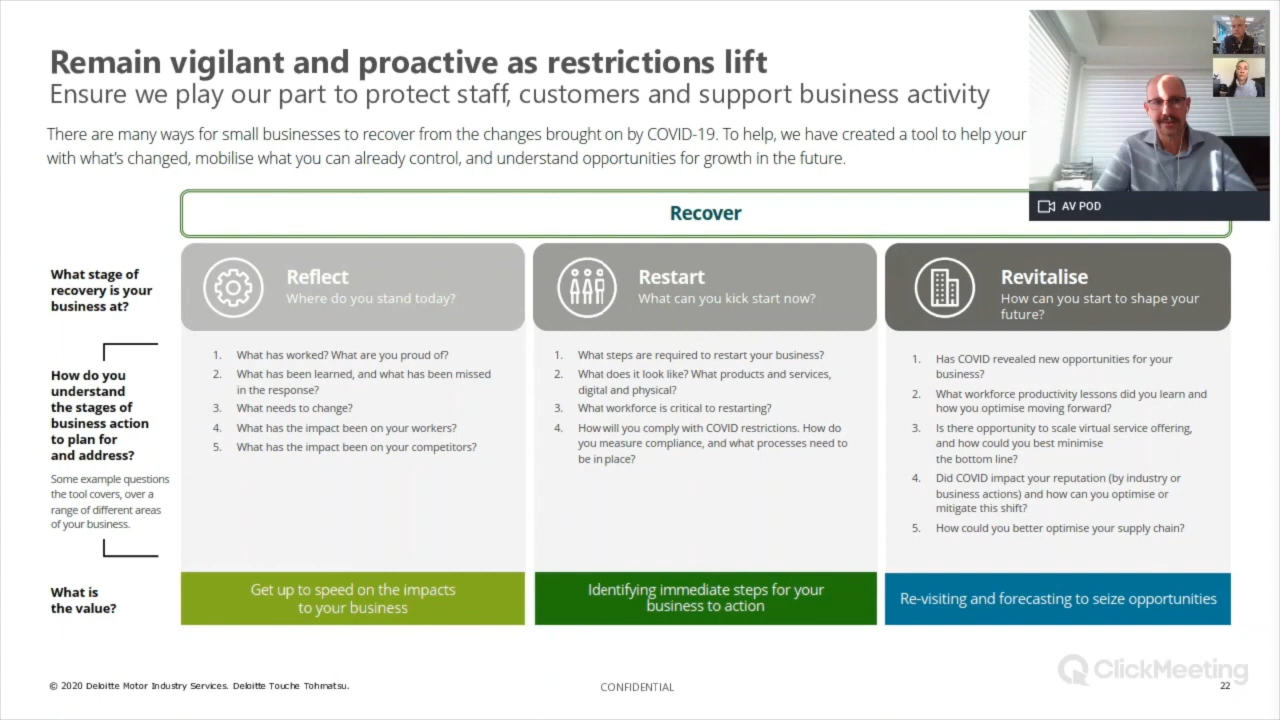 Remain vigilant and proactive as restrictions lift
Ensure we play our part to protect staff, customers and support business activity
There are many ways for small businesses to recover from the changes brought on by COVID-19. To help, we have created a tool to help your
with what's changed, mobilise what you can already control, and understand opportunities for growth in the future.
AV POD
Recover
What stage of
recovery is your
business at?
Reflect
Where do you stand today?
Restart
What can you kick start now?
Revitalise
How can you start to shape your
future?
How do you
understand
the stages of
business action
to plan for
and address?
Some example questions
the tool covers, over a
range of different areas
of your business.
1. What has worked? What are you proud of?
2. What has been learned, and what has been missed
in the response?
3. What needs to change?
4. What has the impact been on your workers?
5. What has the impact been on your competitors?
1. What steps are required to restart your business?
2. What does it look like? What products and services,
digital and physical?
3. What workforce is critical to restarting?
4. How will you comply with COVID restrictions. How do
you measure compliance, and what processes need to
be in place?
1. Has COVID revealed new opportunities for your
business?
2. What workforce productivity lessons did you learn and
how you optimise moving forward?
3. Is there opportunity to scale virtual service offering,
and how could you best minimise
the bottom line?
4. Did COVID impact your reputation (by industry or
business actions) and how can you optimise or
mitigate this shift?
5. How could you better optimise your supply chain?
What is
the value?
Get up to speed on the impacts
to your business
Identifying immediate steps for your
business to action
Re-visiting and forecasting to seize opportunities
ClickMeeting
© 2020 Deloitte Motor Industry Services. Deloitte Touche Tohmatsu.
CONFIDENTIAL
22